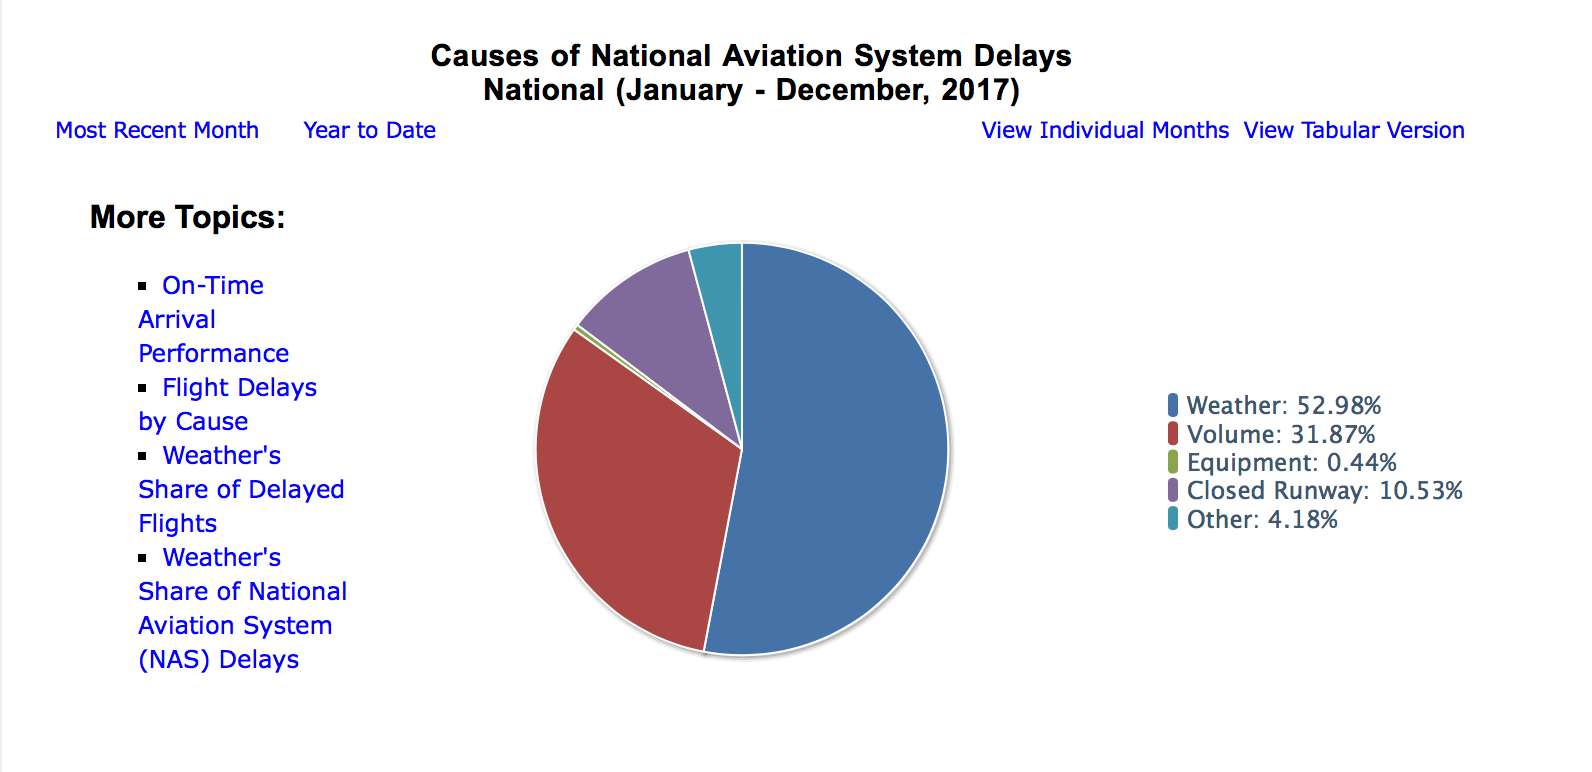 Causes of National Aviation System Delays
National (January - December, 2017)
Most Recent Month Year to Date View Individual Months View Tabular Version
More Topics:
On-Time
Arrival
Performance
Flight Delays
by Cause
Weather's
Share of Delayed
Flights
Weather's
Share of National
Aviation System
(NAS) Delays
Weather: 52.98%
Volume: 31.87%
Equipment: 0.44%
Closed Runway: 10.53%
Other: 4.18%